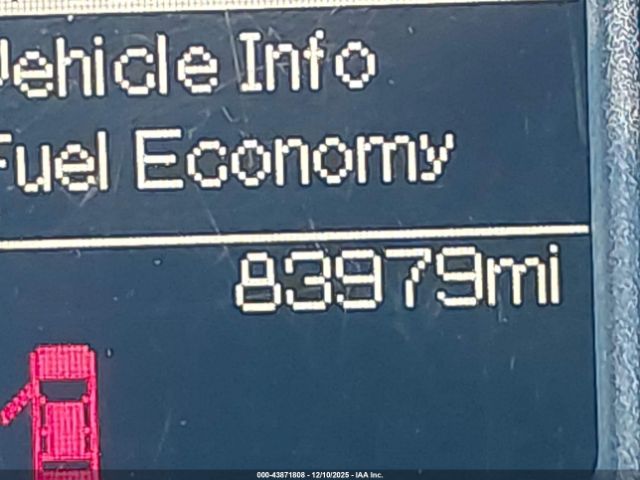 Vehicle Info
Fuel Economy
83979mi
000-43871808 - 12/10/2025 - IAA Inc.